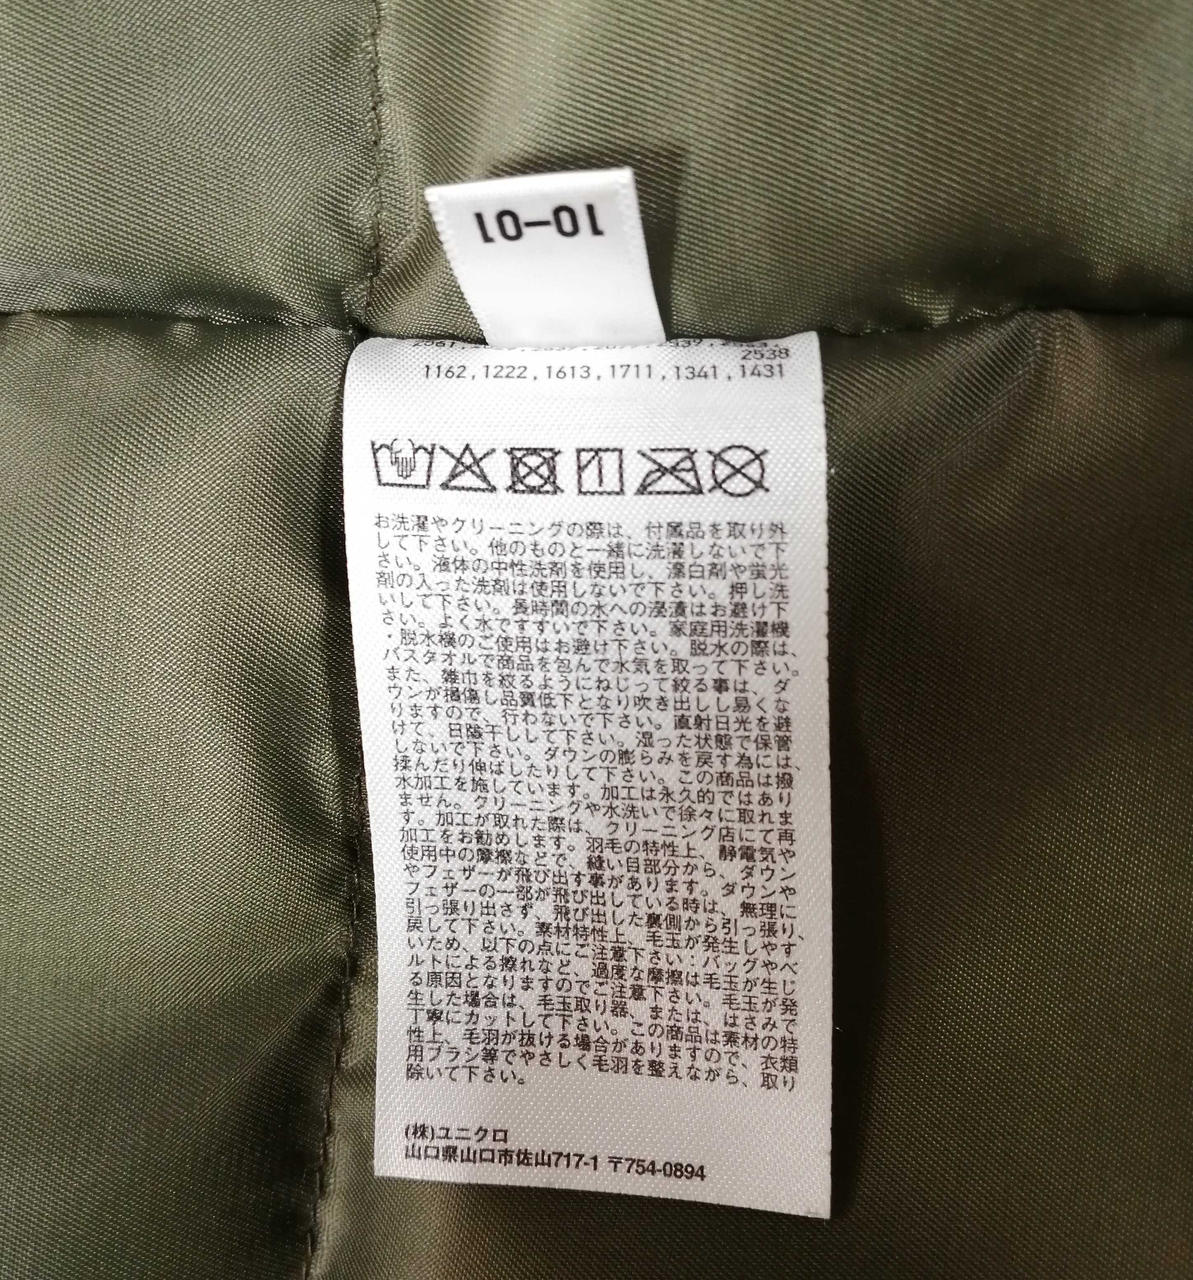 10-01
2538
1162,1222,1613,1711,1341,1431
お洗濯やクリーニングの際は、付属品を取り外
して下さい。他のものと一緒に洗濯しないで下
さい。液体の中性洗剤を使用し、漂白剤や蛍光
剤の入った洗剤は使用しないで下さい。押し洗
いして下さい。長時間の水への浸漬はお避け下
さい。よく水ですすいで下さい。家庭用洗濯機
・脱水機のご使用はお避け下さい。脱水の際は、
バスタオルで商品を包んで水気を取って下さい。
また、雑巾を絞るようにねじって絞る事は、ダ
ウンが損傷し品質低下となり吹き出しし易くな
りますので、行わないで下さい。直射日光を避
けて、日陰干しして下さい。湿った状態で保管
しないで下さい。ダウンの膨らみを戻す為には、
揉んだり伸ばしたりして下さい。この商品は撥
水加工を施しています。加工は永久的ではあり
ません。クリーニングや水洗いで徐々に取れま
す。加工が取れた際は、クリーニング店にて再
加工をお勧めします。羽毛の特性上、静電気や
使用中の摩擦などで、縫い目部分から、ダウン
やフェザーが飛び出す事があります。ダウンや
フェザーの一部が飛び出している時は、無理に
引っ張り出さず、飛び出した裏側から引っ張り、
戻して下さい。素材特性上、毛玉が発生しやす
いため、以下の点にご注意下さい：バッグやベ
ルトによる擦れなど、過度な摩擦は毛玉が生じ
る原因となりますのでご注意下さい。毛玉が発
生した場合は、毛玉取り器、または、はさみで
丁寧にカットして下さい。この商品は素材の特
性上、毛羽が抜ける場合がありますので、衣類
用ブラシ等でやさしく毛羽を整えながら、取り
除いて下さい。
(株)ユニクロ
山口県山口市佐山717-1 〒754-0894